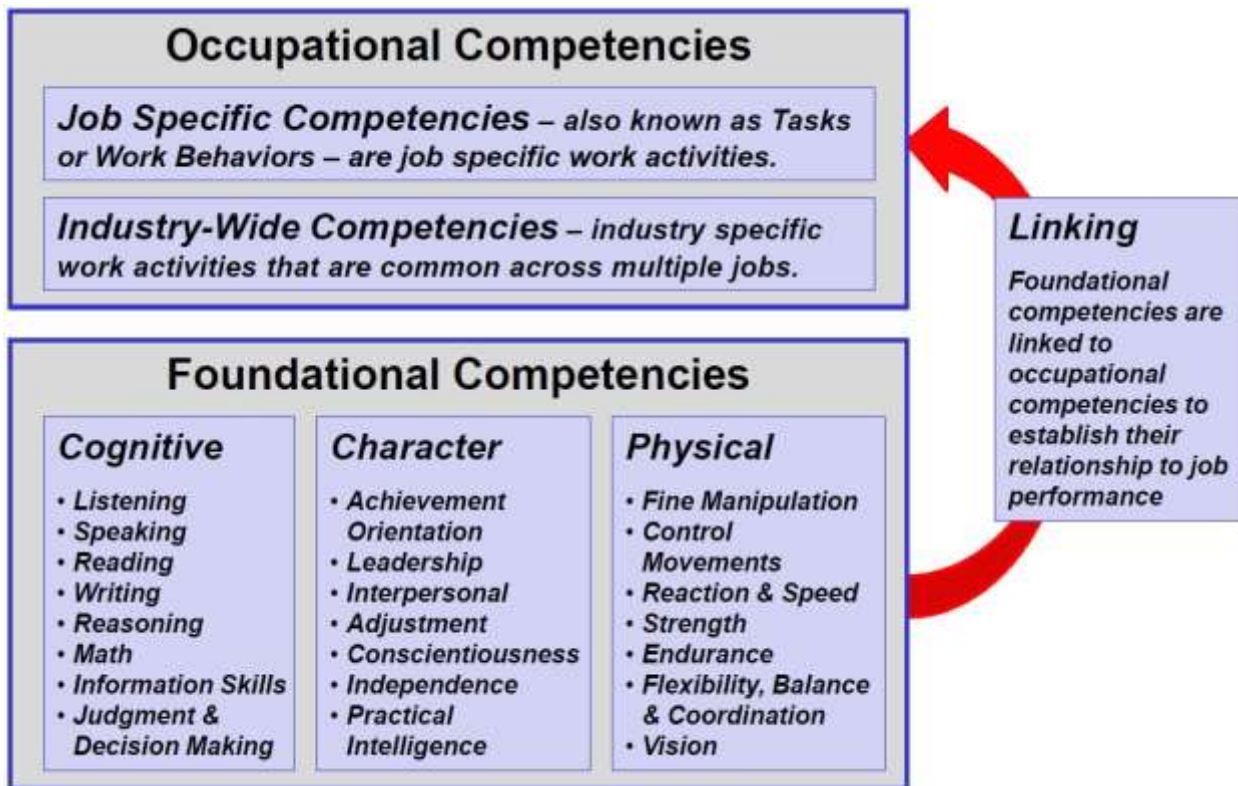 Occupational Competencies
Job Specific Competencies – also known as Tasks
or Work Behaviors – are job specific work activities.
Industry-Wide Competencies – industry specific
work activities that are common across multiple jobs.
Linking
Foundational
competencies are
linked to
occupational
competencies to
establish their
relationship to job
performance
Foundational Competencies
Cognitive
• Listening
• Speaking
• Reading
• Writing
• Reasoning
• Math
• Information Skills
• Judgment &
Decision Making
Character
• Achievement
Orientation
• Leadership
• Interpersonal
• Adjustment
• Conscientiousness
• Independence
• Practical
Intelligence
Physical
• Fine Manipulation
• Control
Movements
• Reaction & Speed
• Strength
• Endurance
• Flexibility, Balance
& Coordination
• Vision